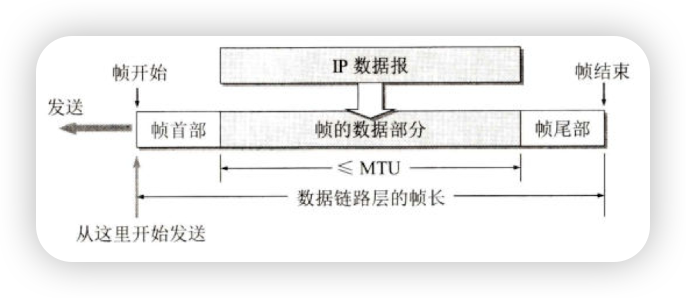 IP 数据报
帧开始
帧结束
发送
帧首部
帧的数据部分
帧尾部
≤ MTU
数据链路层的帧长
从这里开始发送